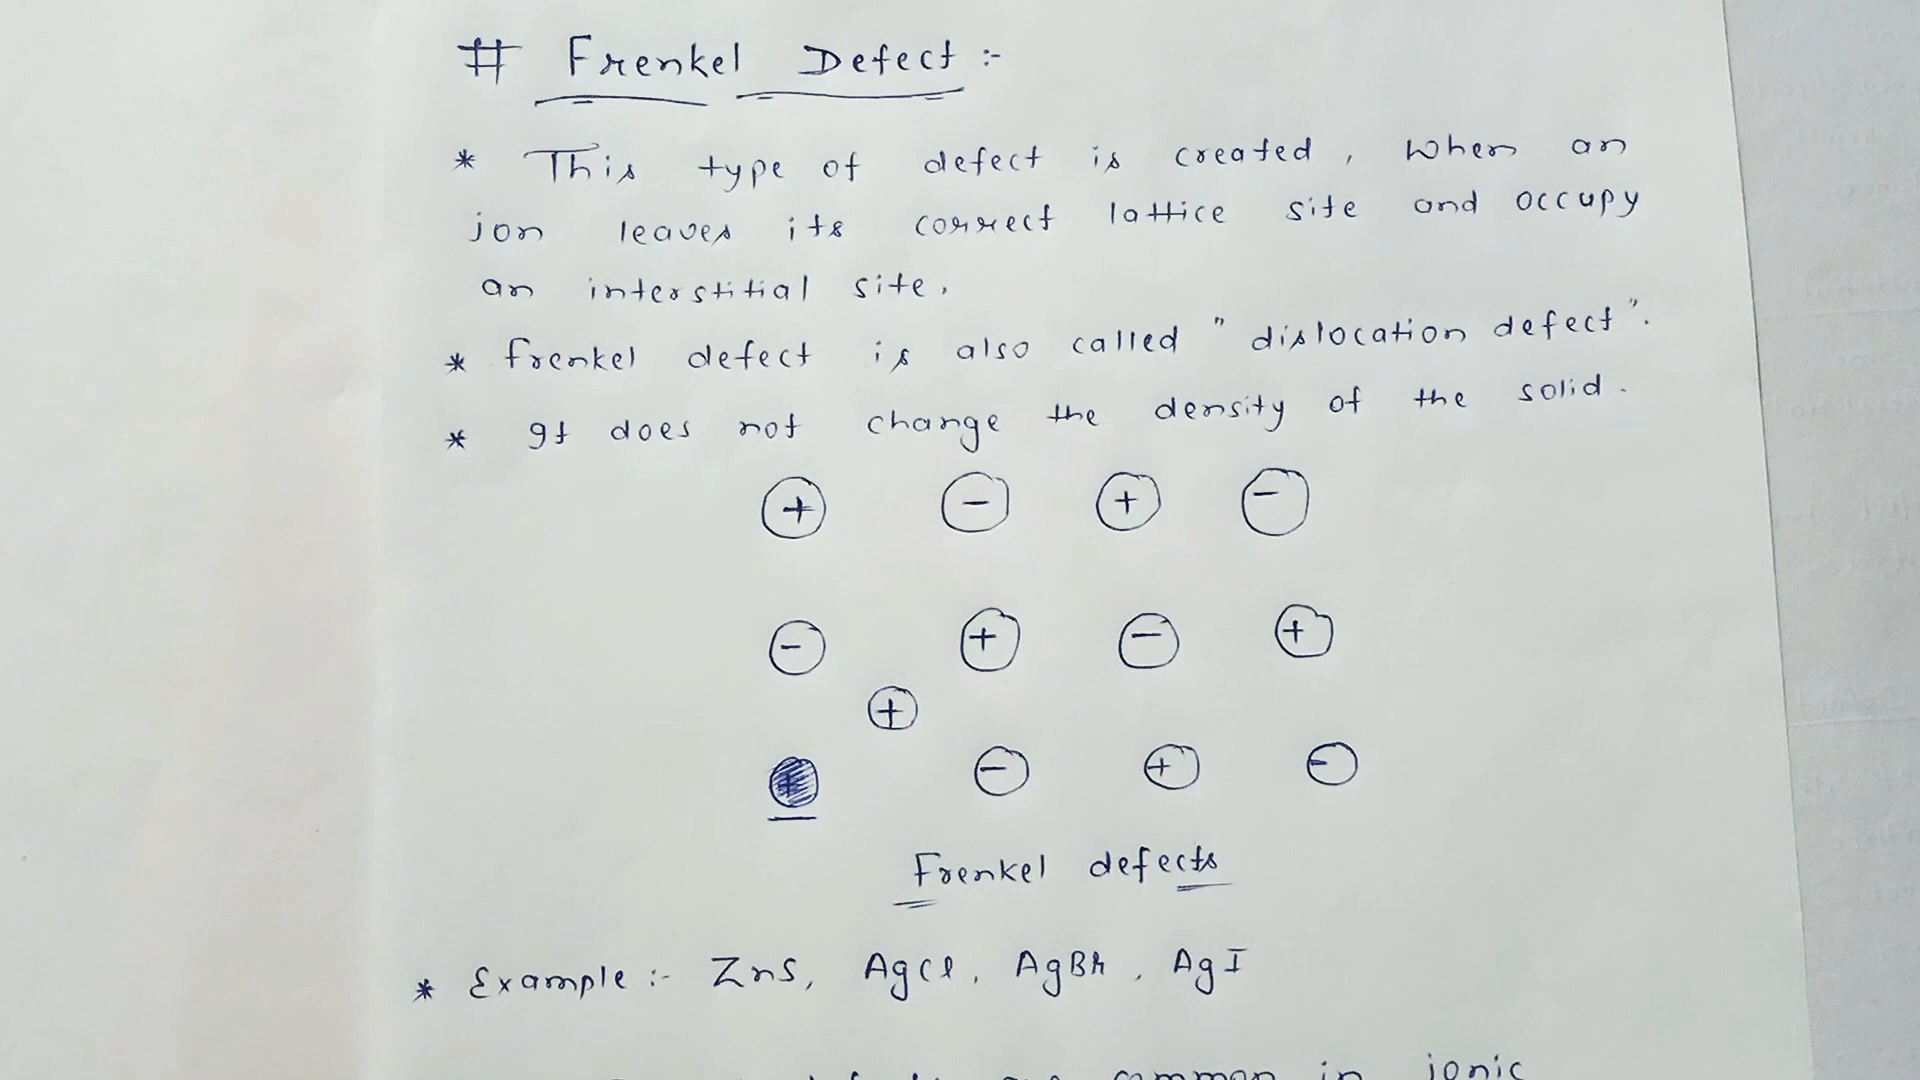 # Frenkel Defect :-
* This type of defect is created, when an
ion leaves its correct lattice site and occupy
an interstitial site.
* frenkel defect is also called "dislocation defect".
* It does not change the density of the solid.
+ - + -
- + - +
+
+ - + -
Frenkel defects
* Example :- ZnS, AgCl, AgBr, AgI
common in ionic